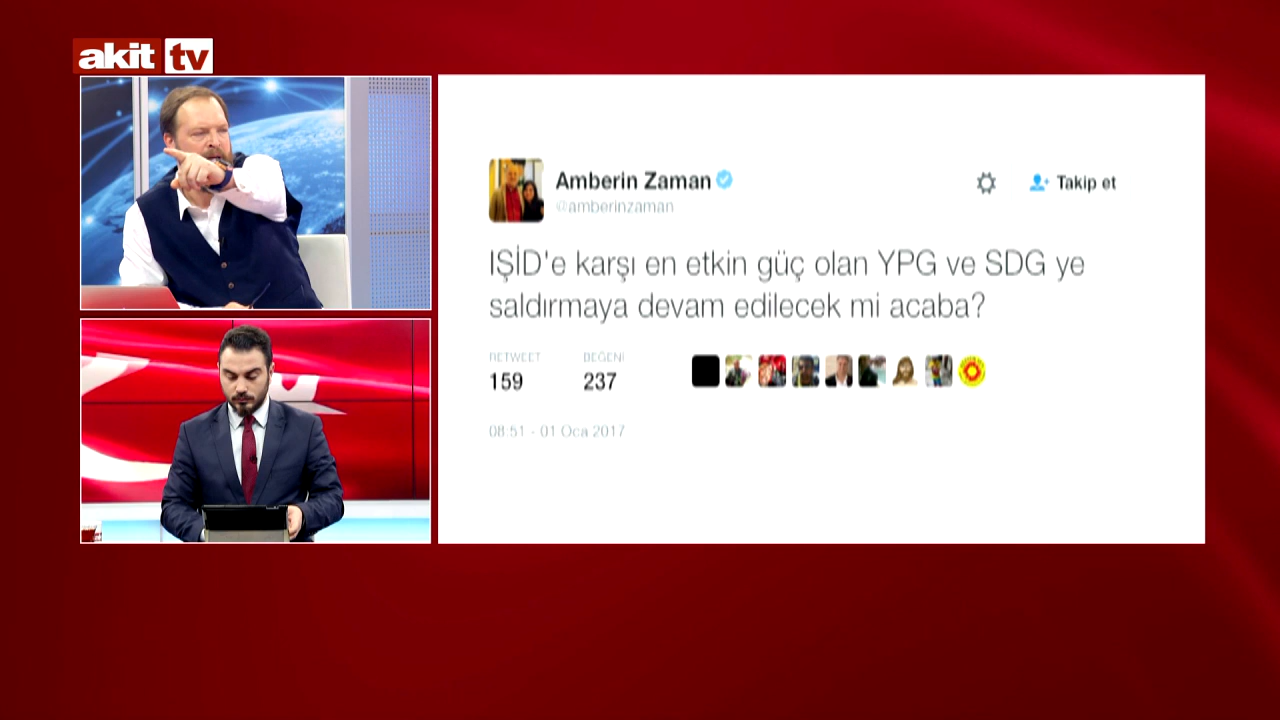 akit tv
Amberin Zaman
@amberinzaman
Takip et
IŞİD'e karşı en etkin güç olan YPG ve SDG ye
saldırmaya devam edilecek mi acaba?
RETWEET BEĞENI
159 237
08:51 - 01 Oca 2017